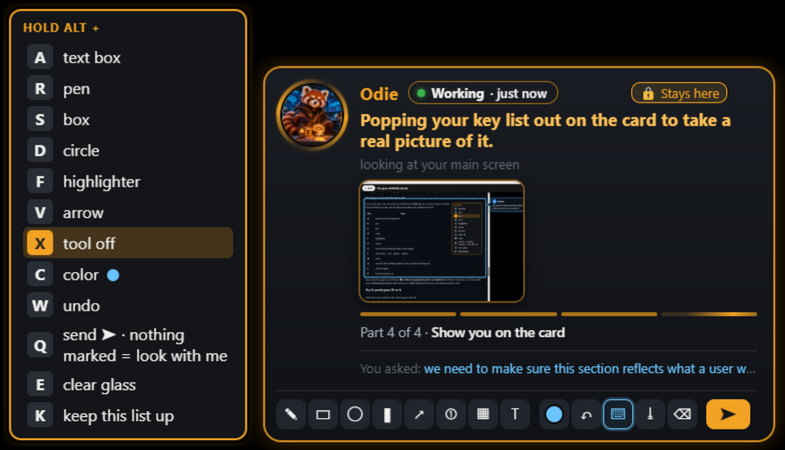 HOLD ALT +
A text box
R pen
S box
D circle
F highlighter
V arrow
X tool off
C color
W undo
Q send ➤ · nothing
marked = look with me
E clear glass
K keep this list up
Odie
Working · just now
Stays here
Popping your key list out on the card to take a
real picture of it.
looking at your main screen
Part 4 of 4 · Show you on the card
You asked: we need to make sure this section reflects what a user w...
T